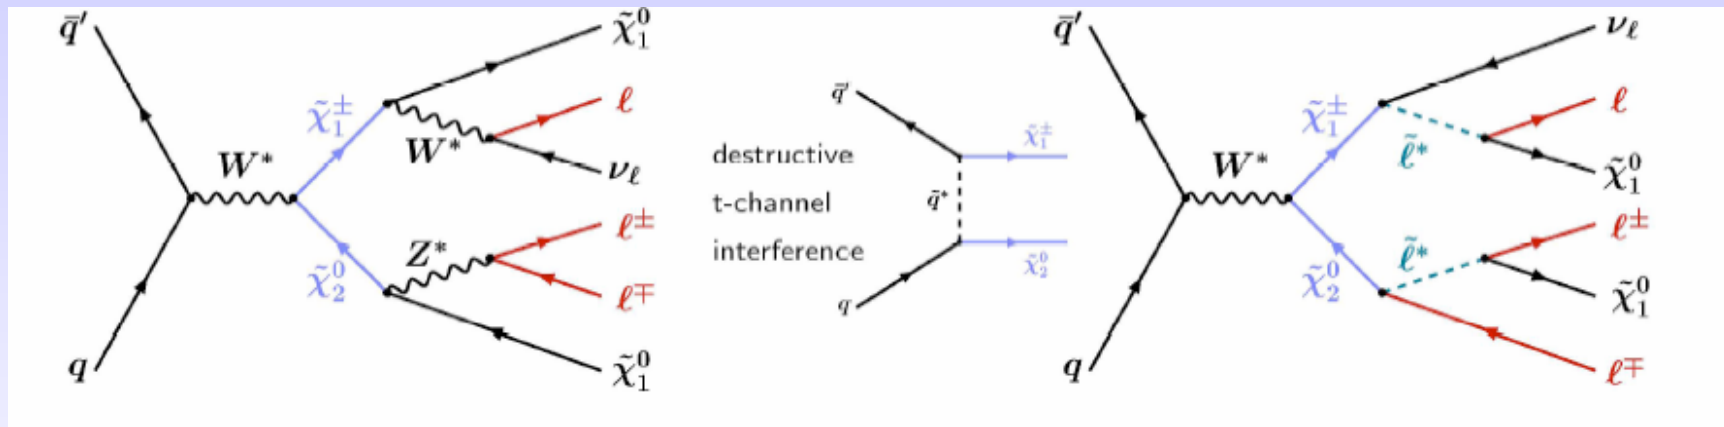 q̄′
χ̃₁⁰
χ̃₁±
ℓ
W*
W*
ν_ℓ
Z*
ℓ±
χ̃₂⁰
ℓ∓
q
χ̃₁⁰
q̄′
destructive
χ̃₁±
t-channel
q̃*
interference
χ̃₂⁰
q
q̄′
ν_ℓ
χ̃₁±
ℓ
ℓ̃*
W*
χ̃₁⁰
ℓ̃*
ℓ±
χ̃₂⁰
χ̃₁⁰
q
ℓ∓